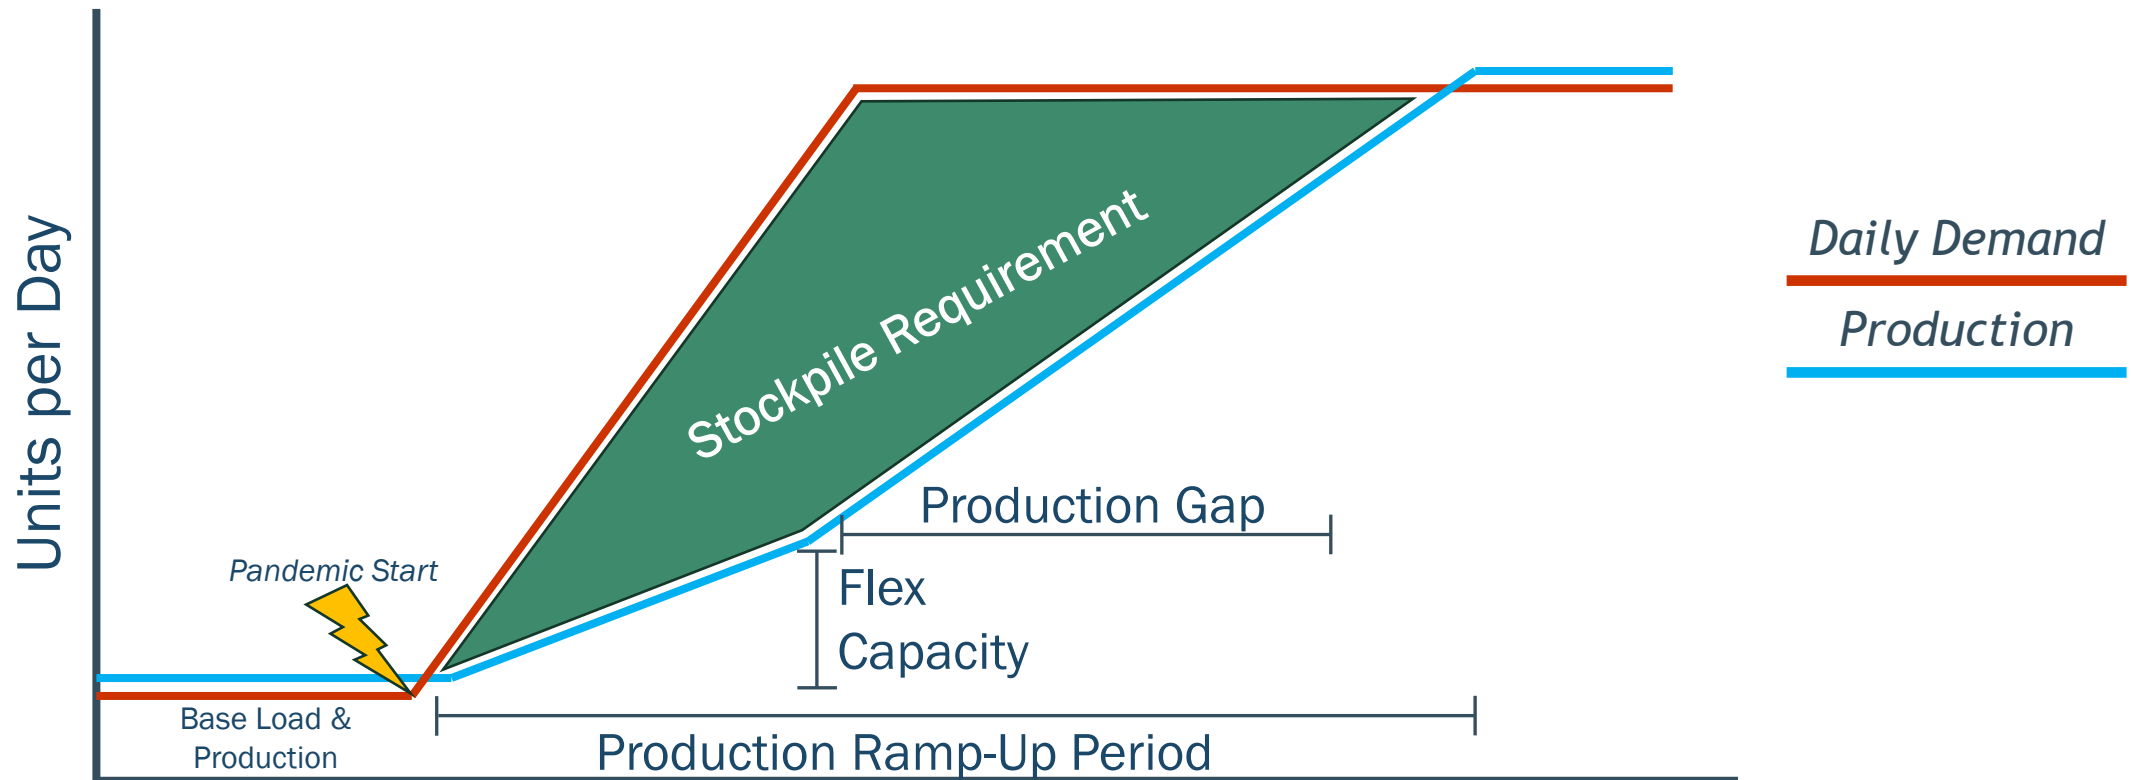 Units per Day
Pandemic Start
Base Load &
Production
Stockpile Requirement
Production Gap
Flex
Capacity
Production Ramp-Up Period
Daily Demand
Production